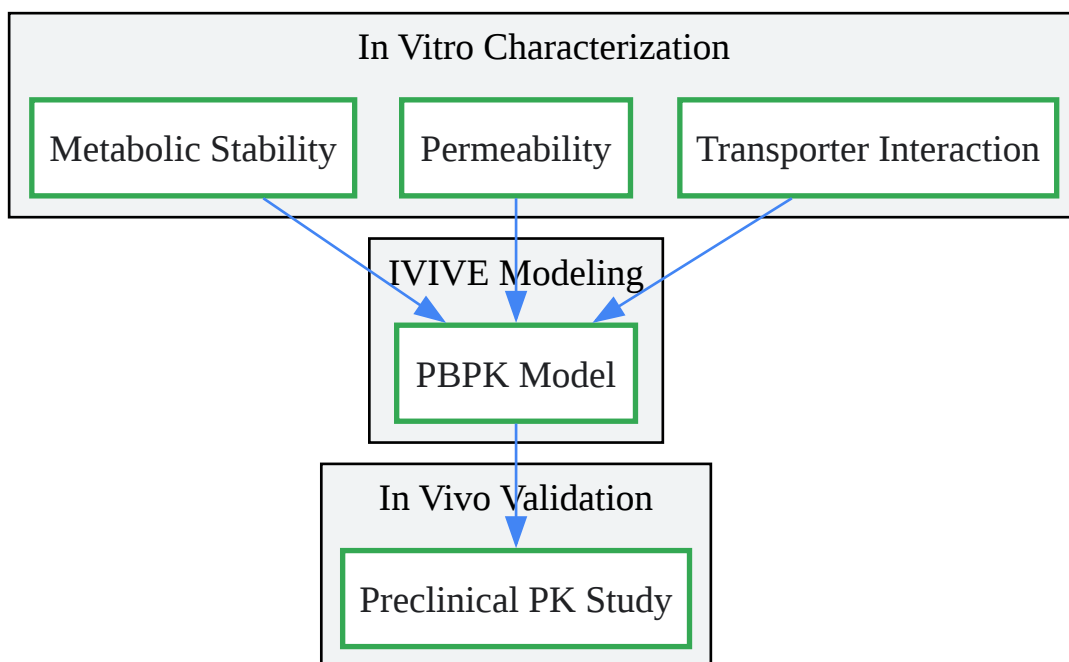 In Vitro Characterization
Metabolic Stability
Permeability
Transporter Interaction
IVIVE Modeling
PBPK Model
In Vivo Validation
Preclinical PK Study